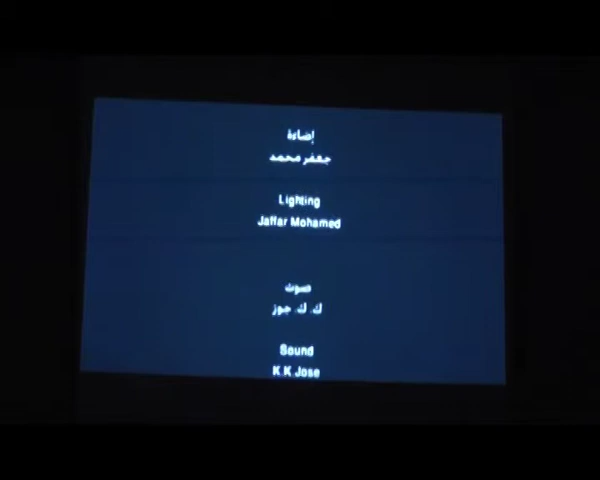 إضاءة
جعفر محمد
Lighting
Jaffar Mohamed
صوت
ك. ك. جوز
Sound
K.K.Jose